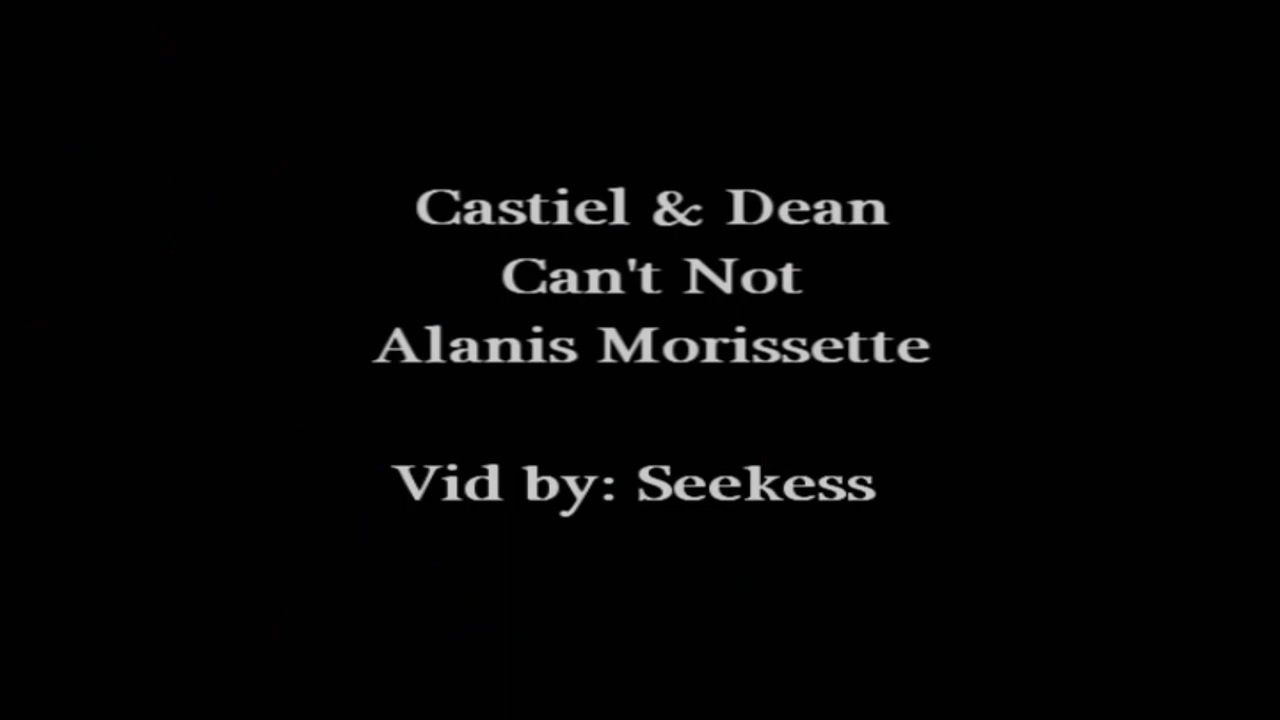 Castiel & Dean
Can't Not
Alanis Morissette
Vid by: Seekess